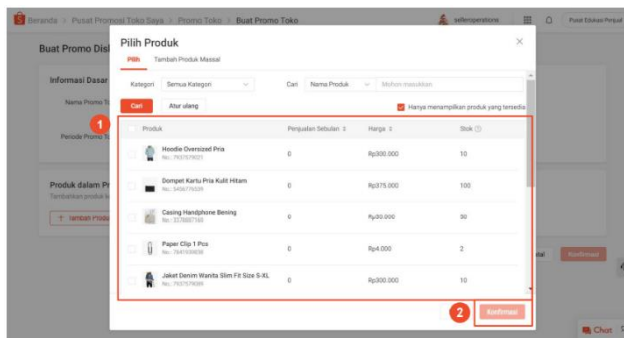 Beranda > Pusat Promosi Toko Saya > Promo Toko > Buat Promo Toko
selleroperations
Pusat Edukasi Penjual
Buat Promo Disk
Pilih Produk
Pilih
Tambah Produk Massal
Informasi Dasar
Kategori
Semua Kategori
Cari
Nama Produk
Mohon masukkan
Nama Promo To
Cari
Atur ulang
Hanya menampilkan produk yang tersedia
1
Periode Promo To
Produk
Penjualan Sebulan
Harga
Stok
Hoodie Oversized Pria
0
Rp300.000
10
Dompet Kartu Pria Kulit Hitam
0
Rp375.000
100
Produk dalam Pr
Casing Handphone Bening
0
50
+ Tambah Produ
Paper Clip 1 Pcs
0
Rp4.000
2
Konfirmasi
Jaket Denim Wanita Slim Fit Size S-XL
0
Rp300.000
10
2
Konfirmasi
Chat